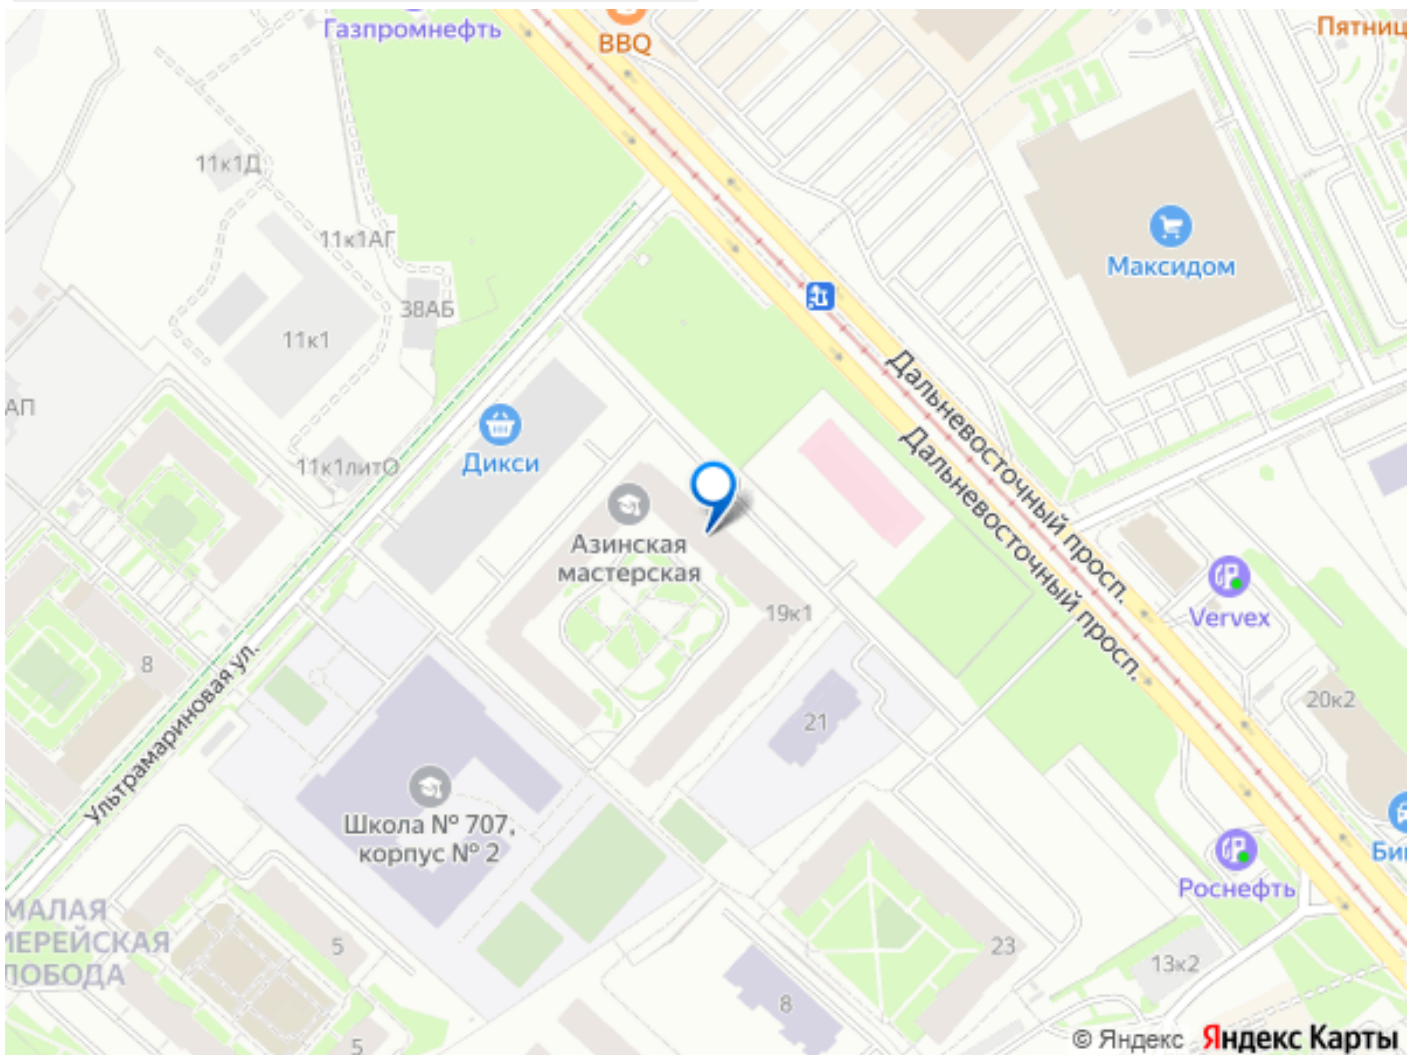 Газпромнефть
BBQ
Пятниц
11к1Д
11к1АГ
38АБ
11к1
Максидом
АП
Дикси
11к1литО
Дальневосточный просп.
Дальневосточный просп.
Азинская
мастерская
19к1
Vervex
8
Ультрамариновая ул.
21
20к2
Школа № 707,
корпус № 2
Би
Роснефть
МАЛАЯ
ИЕРЕЙСКАЯ
ЛОБОДА
5
23
13к2
8
5
© Яндекс Яндекс Карты